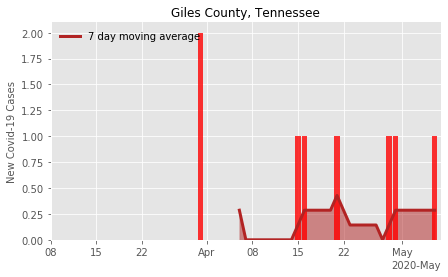 Giles County, Tennessee
7 day moving average
New Covid-19 Cases
2.00
1.75
1.50
1.25
1.00
0.75
0.50
0.25
0.00
08 15 22 Apr 08 15 22 May
2020-May